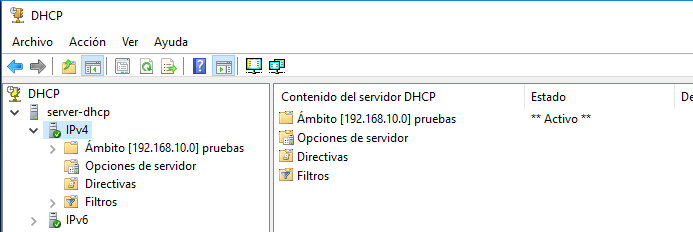 DHCP
Archivo Acción Ver Ayuda
DHCP
server-dhcp
IPv4
Ámbito [192.168.10.0] pruebas
Opciones de servidor
Directivas
Filtros
IPv6
Contenido del servidor DHCP Estado De
Ámbito [192.168.10.0] pruebas ** Activo **
Opciones de servidor
Directivas
Filtros